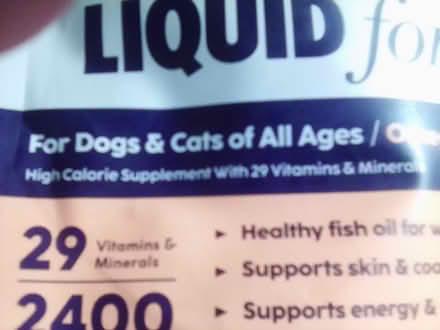 LIQUID for
For Dogs & Cats of All Ages /
High Calorie Supplement With 29 Vitamins & Minerals
29 Vitamins &
Minerals
2400
► Healthy fish oil for
► Supports skin &
► Supports energy &